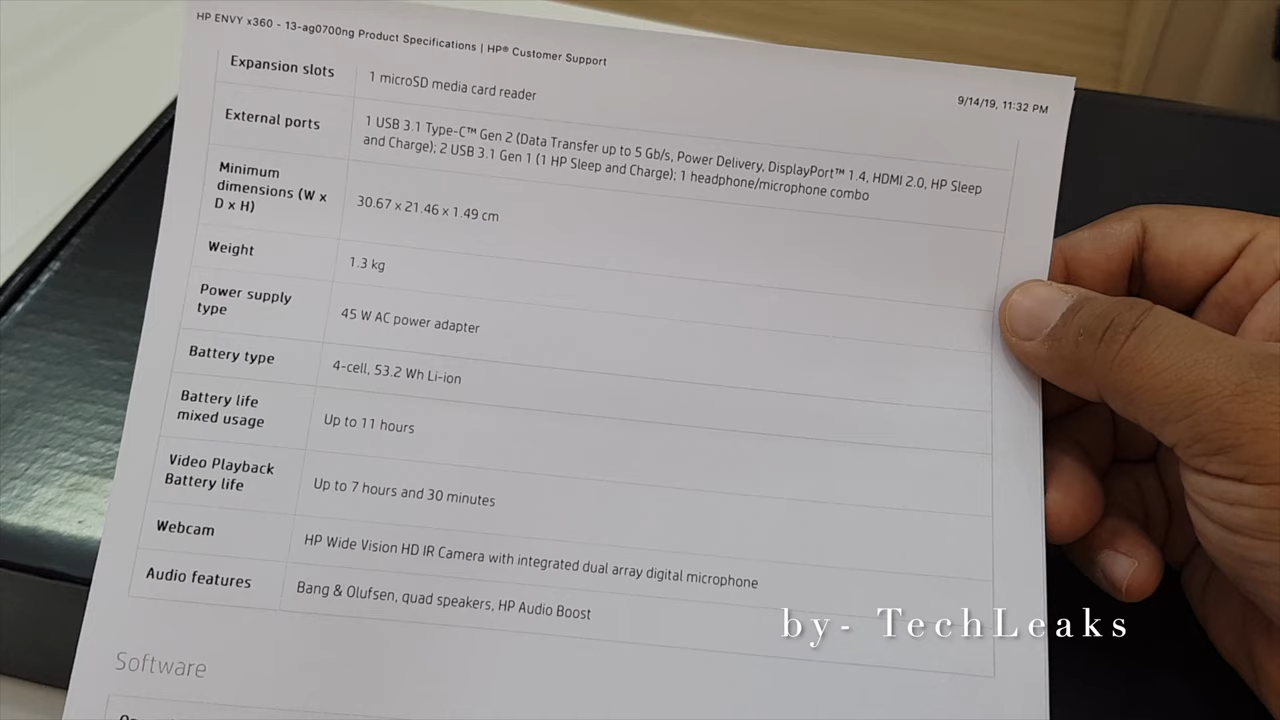 HP ENVY x360 - 13-ag0700ng Product Specifications | HP® Customer Support
9/14/19, 11:32 PM
Expansion slots
1 microSD media card reader
External ports
1 USB 3.1 Type-C™ Gen 2 (Data Transfer up to 5 Gb/s, Power Delivery, DisplayPort™ 1.4, HDMI 2.0, HP Sleep
and Charge); 2 USB 3.1 Gen 1 (1 HP Sleep and Charge); 1 headphone/microphone combo
Minimum
dimensions (W x
D x H)
30.67 x 21.46 x 1.49 cm
Weight
1.3 kg
Power supply
type
45 W AC power adapter
Battery type
4-cell, 53.2 Wh Li-ion
Battery life
mixed usage
Up to 11 hours
Video Playback
Battery life
Up to 7 hours and 30 minutes
Webcam
HP Wide Vision HD IR Camera with integrated dual array digital microphone
Audio features
Bang & Olufsen, quad speakers, HP Audio Boost
by- TechLeaks
Software